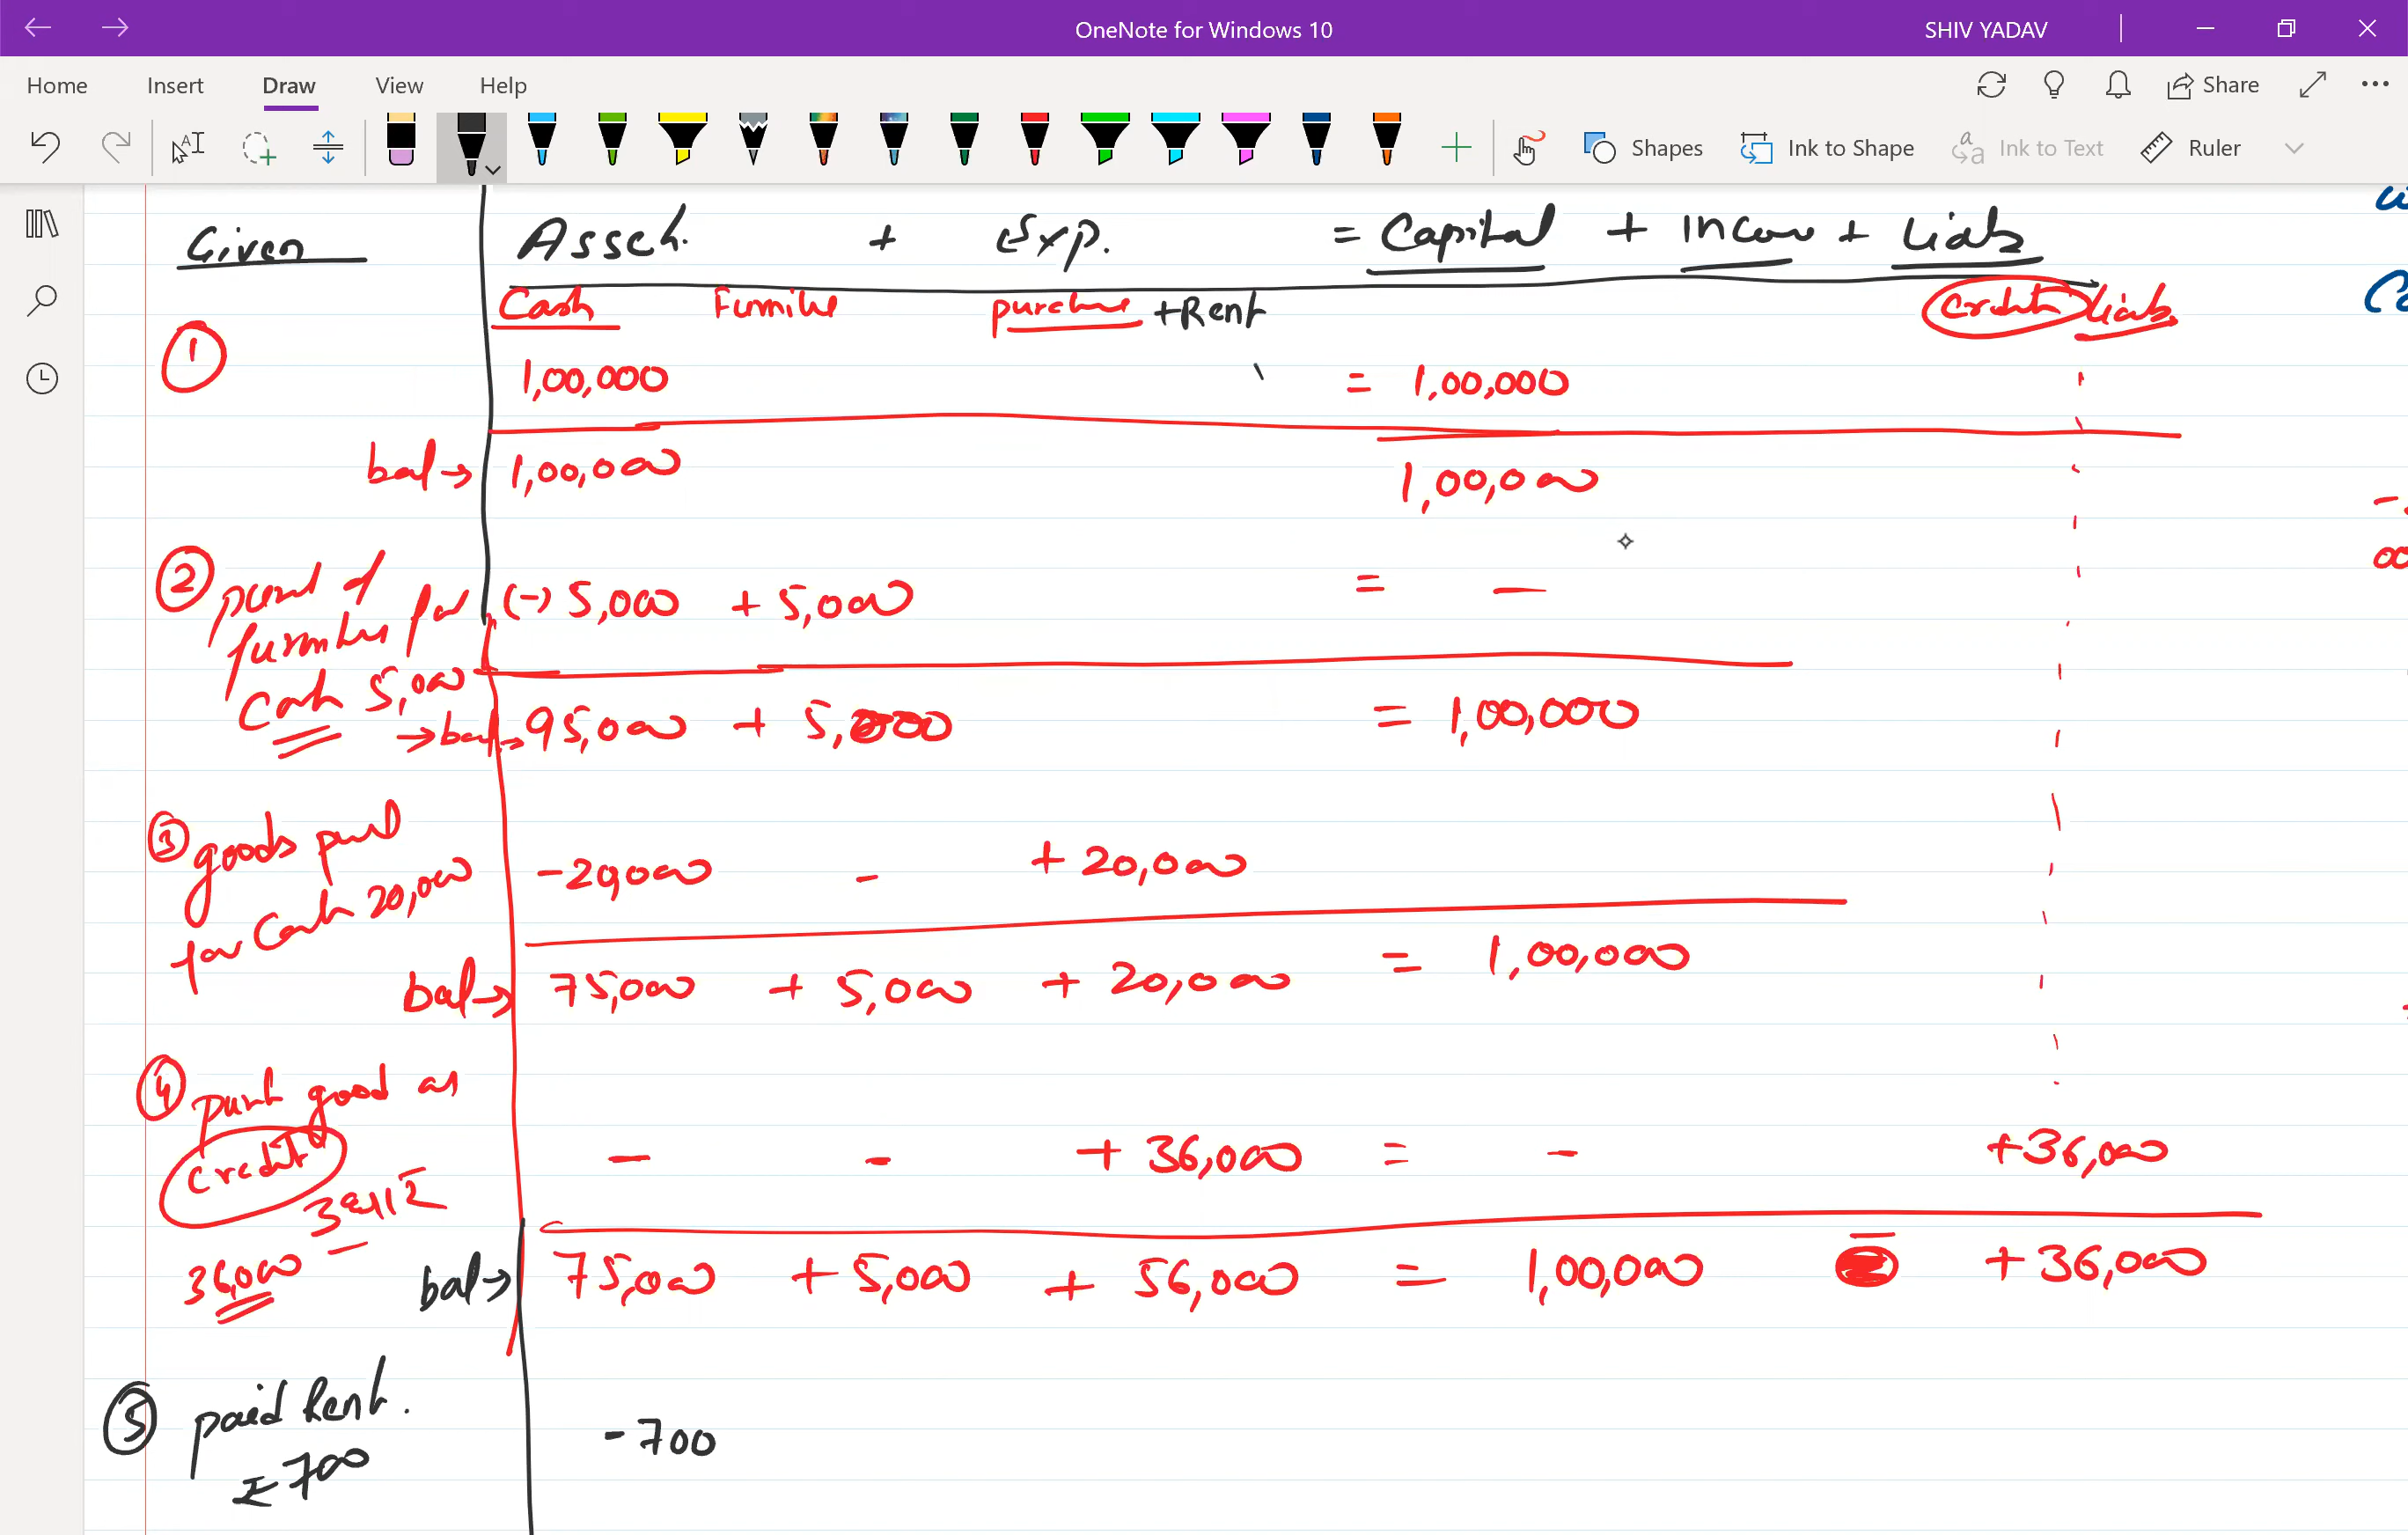 OneNote for Windows 10
SHIV YADAV
Home Insert Draw View Help
Share
Shapes Ink to Shape Ink to Text Ruler
Given Assets + Exp. = Capital + Income + Liab
Cash Furniture purchase + Rent Creditor Liab.
1 1,00,000 = 1,00,000
bal → 1,00,000 1,00,000
2 (-) 5,000 + 5,000 = —
furniture for
Cash 5,000
→ bal → 95,000 + 5,000 = 1,00,000
3 goods purd
for Cash 20,000 -20,000 - + 20,000
bal → 75,000 + 5,000 + 20,000 = 1,00,000
4 purch good as
Credit — - + 36,000 = - +36,000
36,000
bal → 75,000 + 5,000 + 56,000 = 1,00,000 +36,000
5 paid Rent.
700 -700